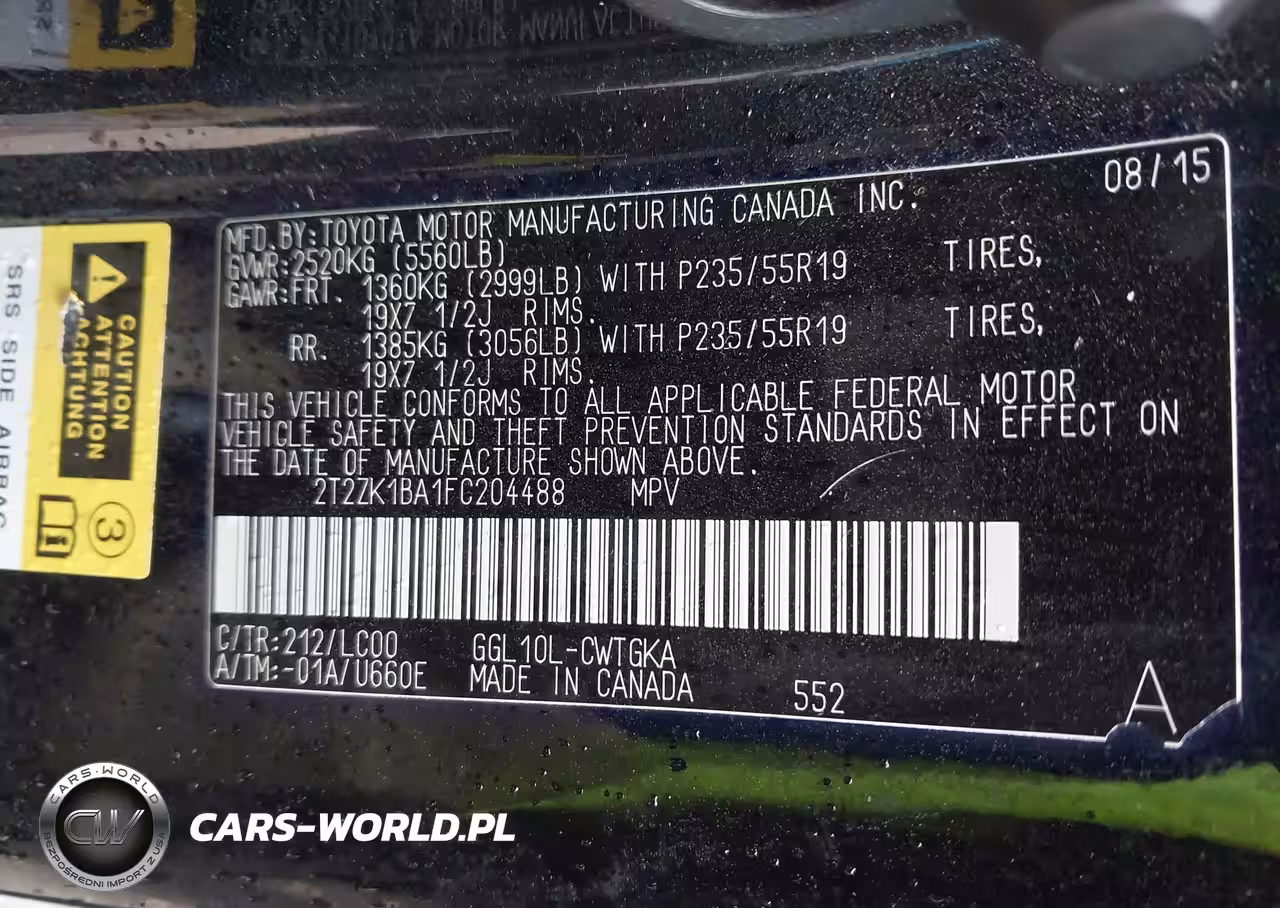 08/15
MFD.BY:TOYOTA MOTOR MANUFACTURING CANADA INC.
GVWR:2520KG (5560LB)
GAWR:FRT. 1360KG (2999LB) WITH P235/55R19 TIRES,
19X7 1/2J RIMS.
RR. 1385KG (3056LB) WITH P235/55R19 TIRES,
19X7 1/2J RIMS.
THIS VEHICLE CONFORMS TO ALL APPLICABLE FEDERAL MOTOR
VEHICLE SAFETY AND THEFT PREVENTION STANDARDS IN EFFECT ON
THE DATE OF MANUFACTURE SHOWN ABOVE.
2T2ZK1BA1FC204488 MPV
C/TR:212/LC00 GGL10L-CWTGKA
A/TM:-01A/U660E MADE IN CANADA 552
A
CAUTION
ATTENTION
ACHTUNG
3
SRS SIDE AIRBAG
CARS-WORLD
CW
BEZPOŚREDNI IMPORT Z USA
CARS-WORLD.PL